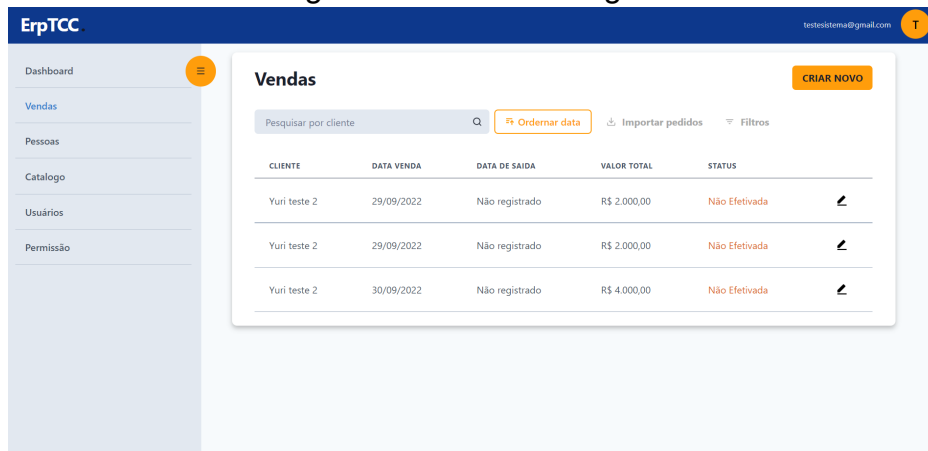 ErpTCC.
testesistema@gmail.com
T
Dashboard
Vendas
Pessoas
Catalogo
Usuários
Permissão
Vendas
CRIAR NOVO
Pesquisar por cliente
Ordernar data
Importar pedidos
Filtros
CLIENTE DATA VENDA DATA DE SAIDA VALOR TOTAL STATUS
Yuri teste 2 29/09/2022 Não registrado R$ 2.000,00 Não Efetivada
Yuri teste 2 29/09/2022 Não registrado R$ 2.000,00 Não Efetivada
Yuri teste 2 30/09/2022 Não registrado R$ 4.000,00 Não Efetivada